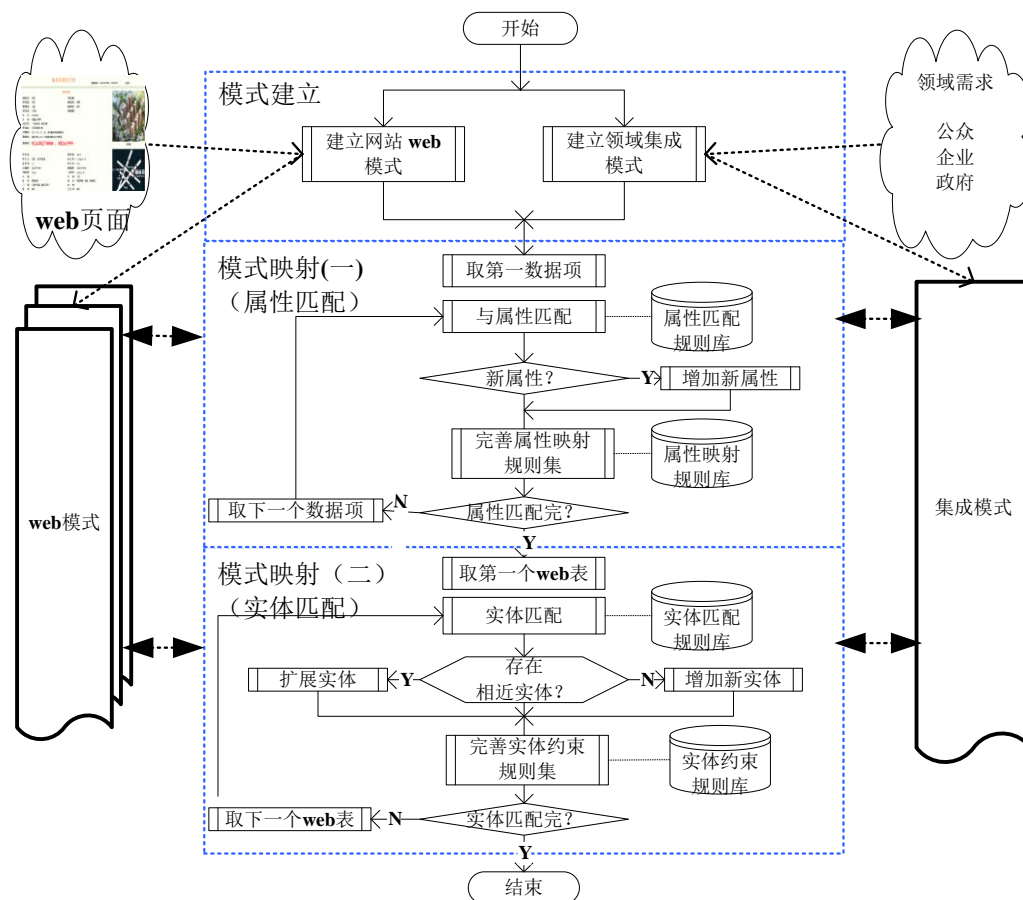 开始
领域需求
公众
企业
政府
web页面
模式建立
建立网站 web
模式
建立领域集成
模式
模式映射(一)
（属性匹配）
取第一数据项
与属性匹配
属性匹配
规则库
新属性？
Y
增加新属性
完善属性映射
规则集
属性映射
规则库
取下一个数据项
N
属性匹配完？
Y
web模式
集成模式
模式映射（二）
（实体匹配）
取第一个web表
实体匹配
实体匹配
规则库
扩展实体
Y
存在
相近实体？
N
增加新实体
完善实体约束
规则集
实体约束
规则库
取下一个web表
N
实体匹配完？
Y
结束